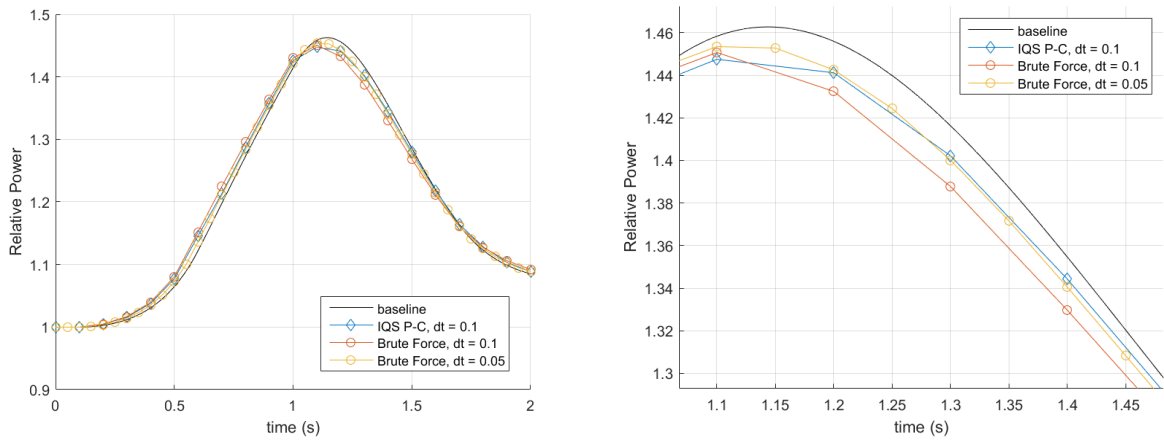 1.5
1.4
1.3
1.2
1.1
1
0.9
Relative Power
0
0.5
1
1.5
2
time (s)
baseline
IQS P-C, dt = 0.1
Brute Force, dt = 0.1
Brute Force, dt = 0.05
1.46
1.44
1.42
1.4
1.38
1.36
1.34
1.32
1.3
Relative Power
1.1
1.15
1.2
1.25
1.3
1.35
1.4
1.45
time (s)
baseline
IQS P-C, dt = 0.1
Brute Force, dt = 0.1
Brute Force, dt = 0.05